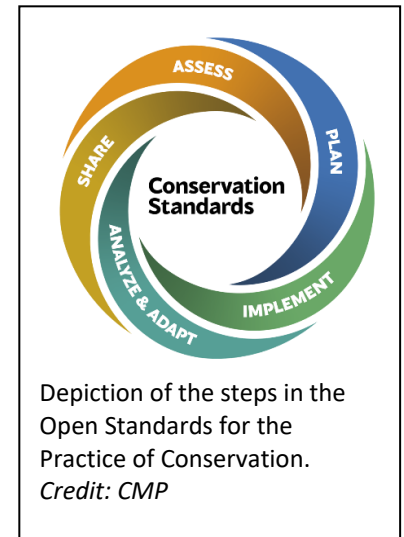 ASSESS
PLAN
SHARE
Conservation
Standards
ANALYZE & ADAPT
IMPLEMENT
Depiction of the steps in the
Open Standards for the
Practice of Conservation.
Credit: CMP